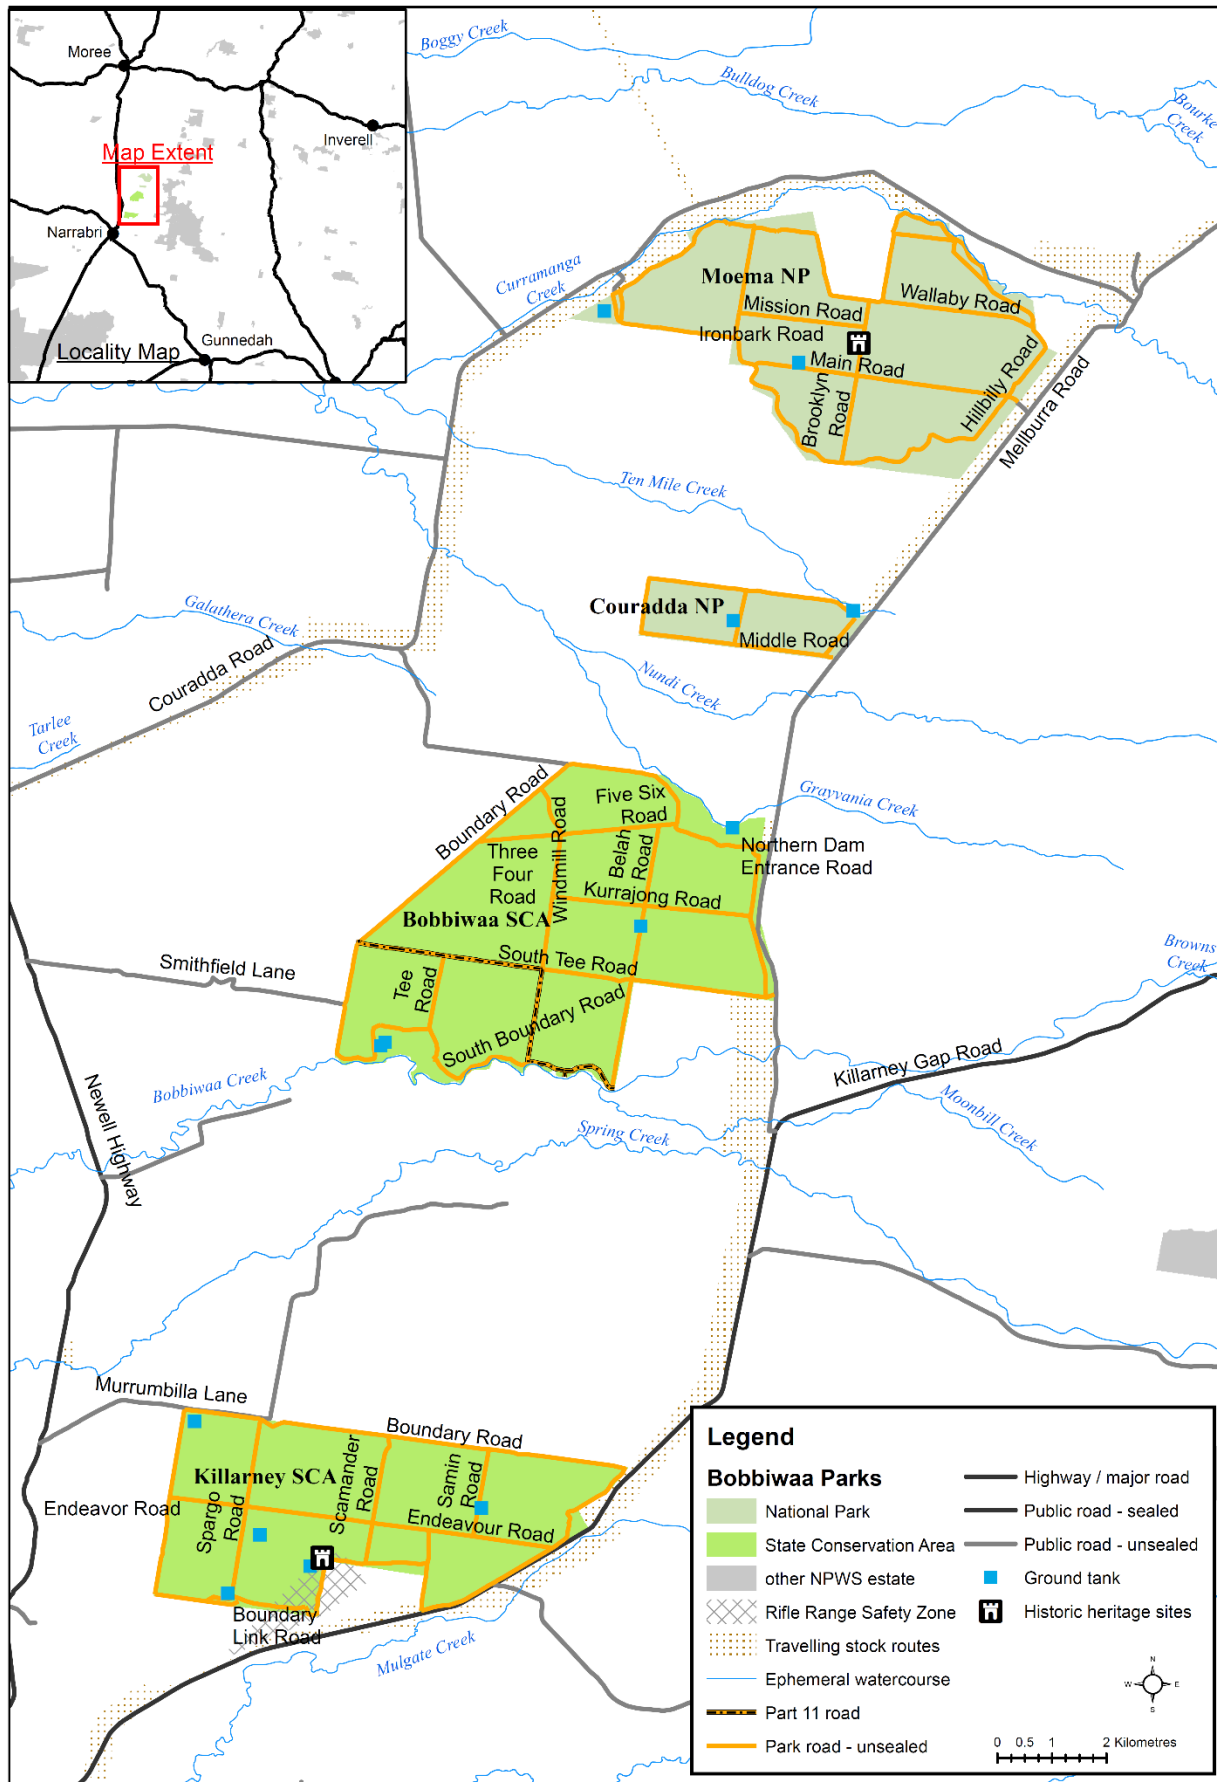 Moree
Inverell
Map Extent
Narrabri
Gunnedah
Locality Map
Boggy Creek
Bulldog Creek
Bourke
Creek
Curramanga
Creek
Moema NP
Wallaby Road
Mission Road
Ironbark Road
Main Road
Brooklyn
Road
Hillbilly Road
Mellburra Road
Ten Mile Creek
Couradda NP
Middle Road
Galathera Creek
Couradda Road
Nundi Creek
Tarlee
Creek
Boundary Road
Five Six
Road
Grayvania Creek
Windmill Road
Belah
Road
Three
Four
Road
Northern Dam
Entrance Road
Kurrajong Road
Bobbiwaa SCA
South Tee Road
Smithfield Lane
Tee
Road
Browns
Creek
South Boundary Road
Killarney Gap Road
Bobbiwaa Creek
Newell Highway
Moonbill Creek
Spring Creek
Murrumbilla Lane
Boundary Road
Killarney SCA
Scamander
Road
Samin
Road
Endeavor Road
Spargo
Road
Endeavour Road
Boundary
Link Road
Mulgate Creek
Legend
Bobbiwaa Parks
National Park
State Conservation Area
other NPWS estate
Rifle Range Safety Zone
Travelling stock routes
Ephemeral watercourse
Part 11 road
Park road - unsealed
Highway / major road
Public road - sealed
Public road - unsealed
Ground tank
Historic heritage sites
N
W E
S
0 0.5 1 2 Kilometres